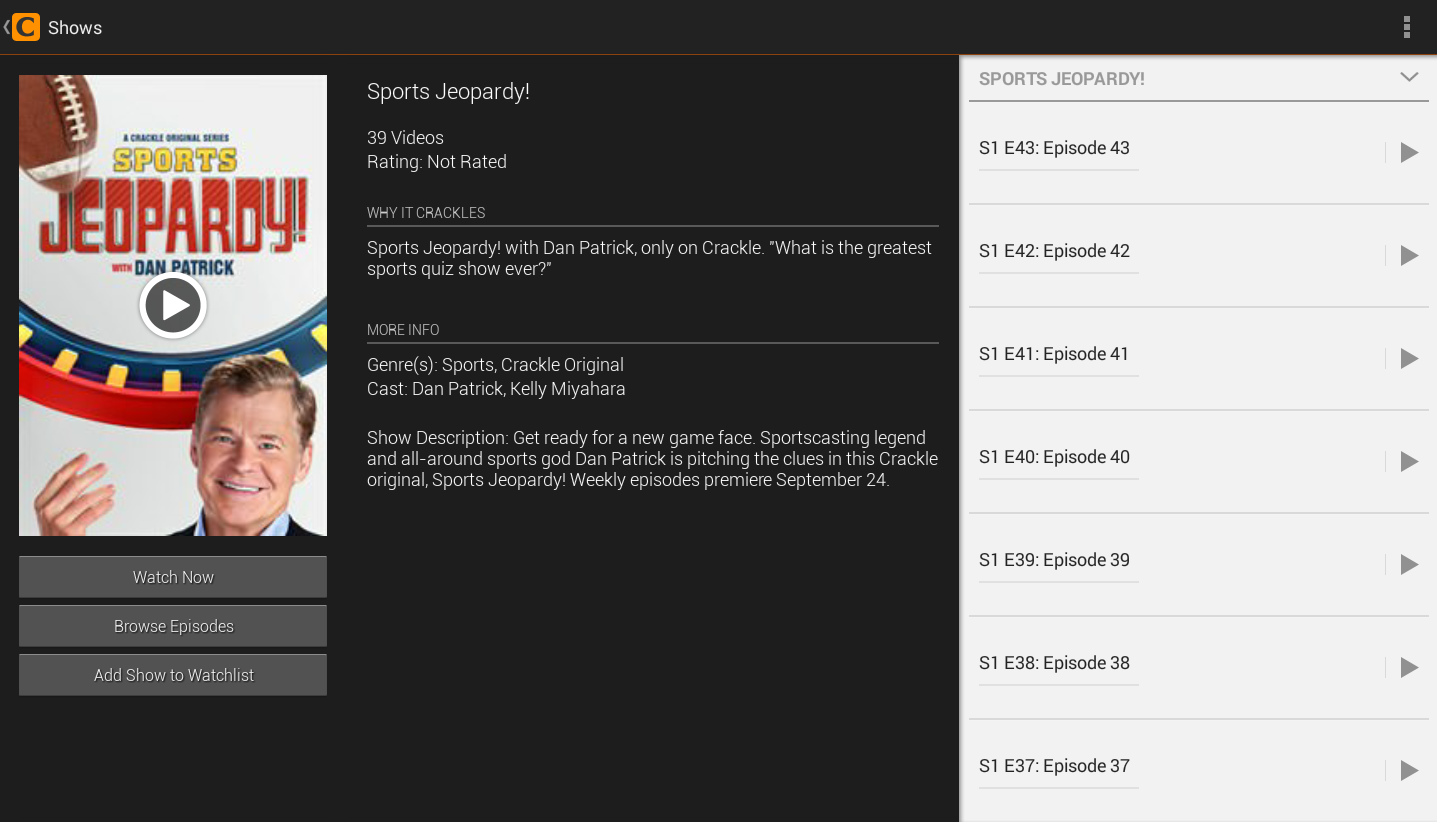 C Shows
A CRACKLE ORIGINAL SERIES
SPORTS
JEOPARDY!
WITH DAN PATRICK
Watch Now
Browse Episodes
Add Show to Watchlist
Sports Jeopardy!
39 Videos
Rating: Not Rated
WHY IT CRACKLES
Sports Jeopardy! with Dan Patrick, only on Crackle. "What is the greatest
sports quiz show ever?"
MORE INFO
Genre(s): Sports, Crackle Original
Cast: Dan Patrick, Kelly Miyahara
Show Description: Get ready for a new game face. Sportscasting legend
and all-around sports god Dan Patrick is pitching the clues in this Crackle
original, Sports Jeopardy! Weekly episodes premiere September 24.
SPORTS JEOPARDY!
S1 E43: Episode 43
S1 E42: Episode 42
S1 E41: Episode 41
S1 E40: Episode 40
S1 E39: Episode 39
S1 E38: Episode 38
S1 E37: Episode 37